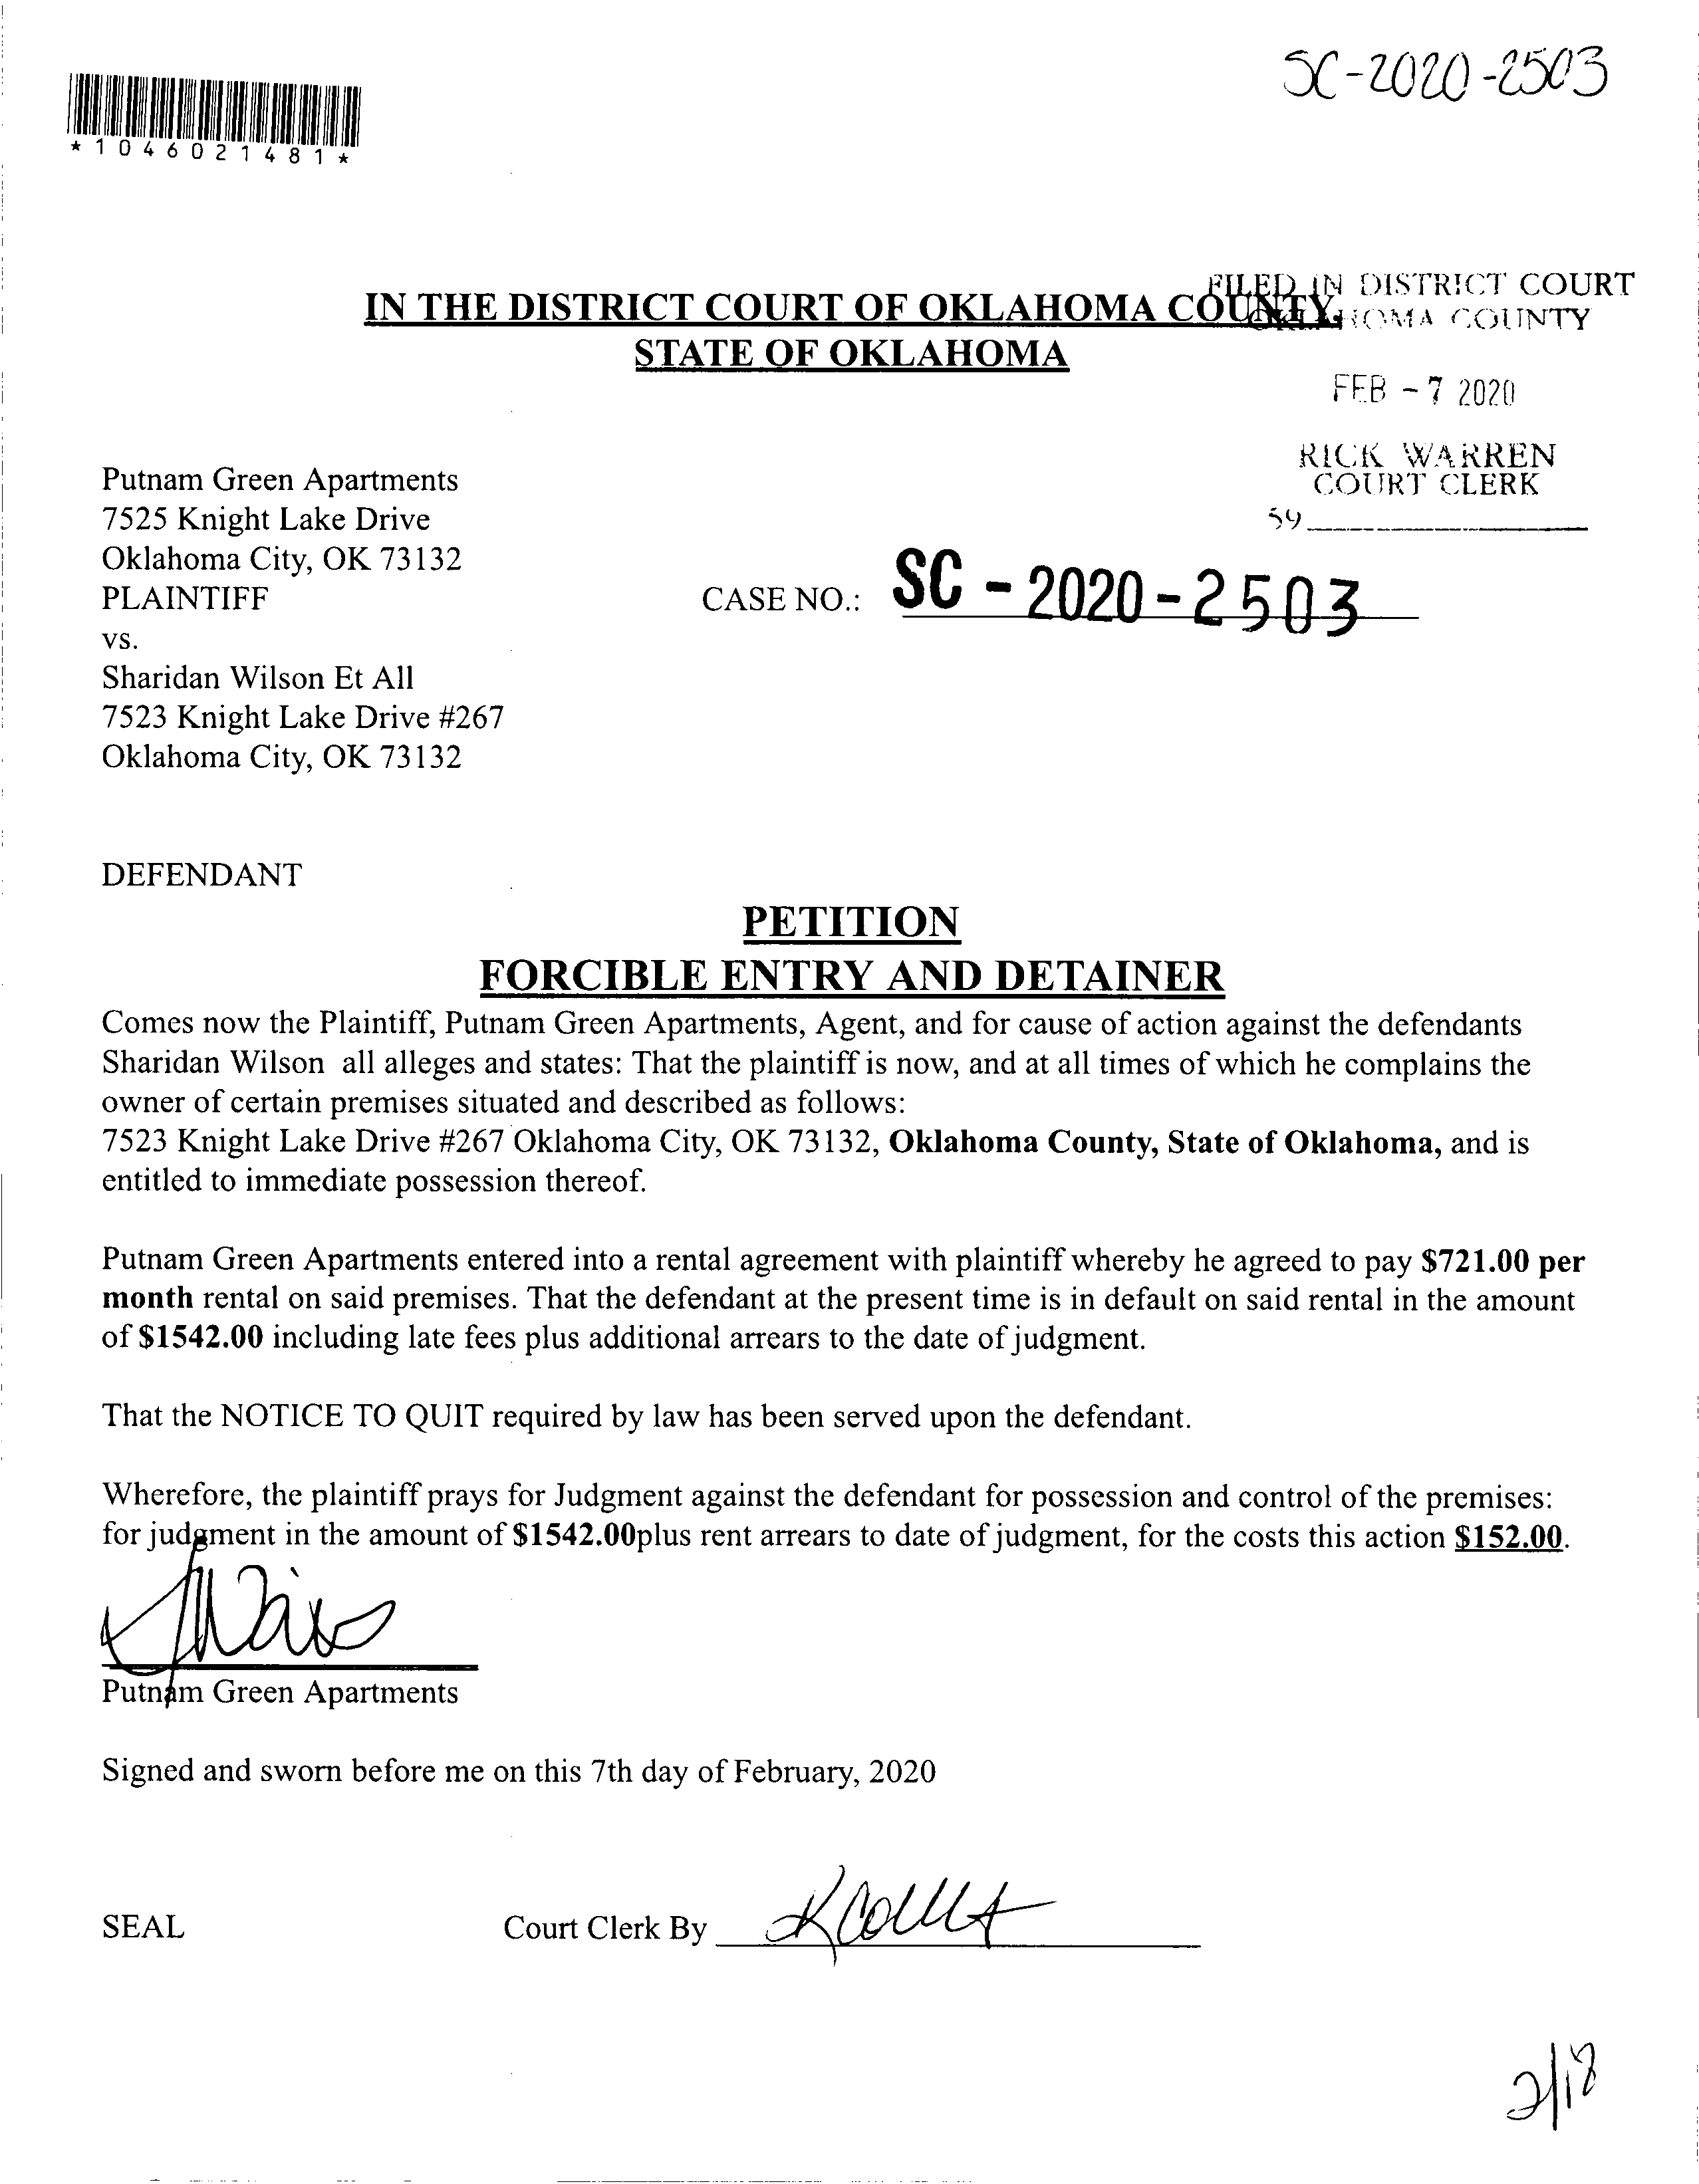 SC-2020-2503
*1046021481*
FILED IN DISTRICT COURT
IN THE DISTRICT COURT OF OKLAHOMA COUNTY,
HOMA COUNTY
STATE OF OKLAHOMA
FEB - 7 2020
RICK WARREN
COURT CLERK
59
Putnam Green Apartments
7525 Knight Lake Drive
Oklahoma City, OK 73132
PLAINTIFF
CASE NO.: SC - 2020 - 2503
vs.
Sharidan Wilson Et All
7523 Knight Lake Drive #267
Oklahoma City, OK 73132
DEFENDANT
PETITION
FORCIBLE ENTRY AND DETAINER
Comes now the Plaintiff, Putnam Green Apartments, Agent, and for cause of action against the defendants
Sharidan Wilson all alleges and states: That the plaintiff is now, and at all times of which he complains the
owner of certain premises situated and described as follows:
7523 Knight Lake Drive #267 Oklahoma City, OK 73132, Oklahoma County, State of Oklahoma, and is
entitled to immediate possession thereof.
Putnam Green Apartments entered into a rental agreement with plaintiff whereby he agreed to pay $721.00 per
month rental on said premises. That the defendant at the present time is in default on said rental in the amount
of $1542.00 including late fees plus additional arrears to the date of judgment.
That the NOTICE TO QUIT required by law has been served upon the defendant.
Wherefore, the plaintiff prays for Judgment against the defendant for possession and control of the premises:
for judgment in the amount of $1542.00plus rent arrears to date of judgment, for the costs this action $152.00.
Putnam Green Apartments
Signed and sworn before me on this 7th day of February, 2020
SEAL
Court Clerk By
2/18